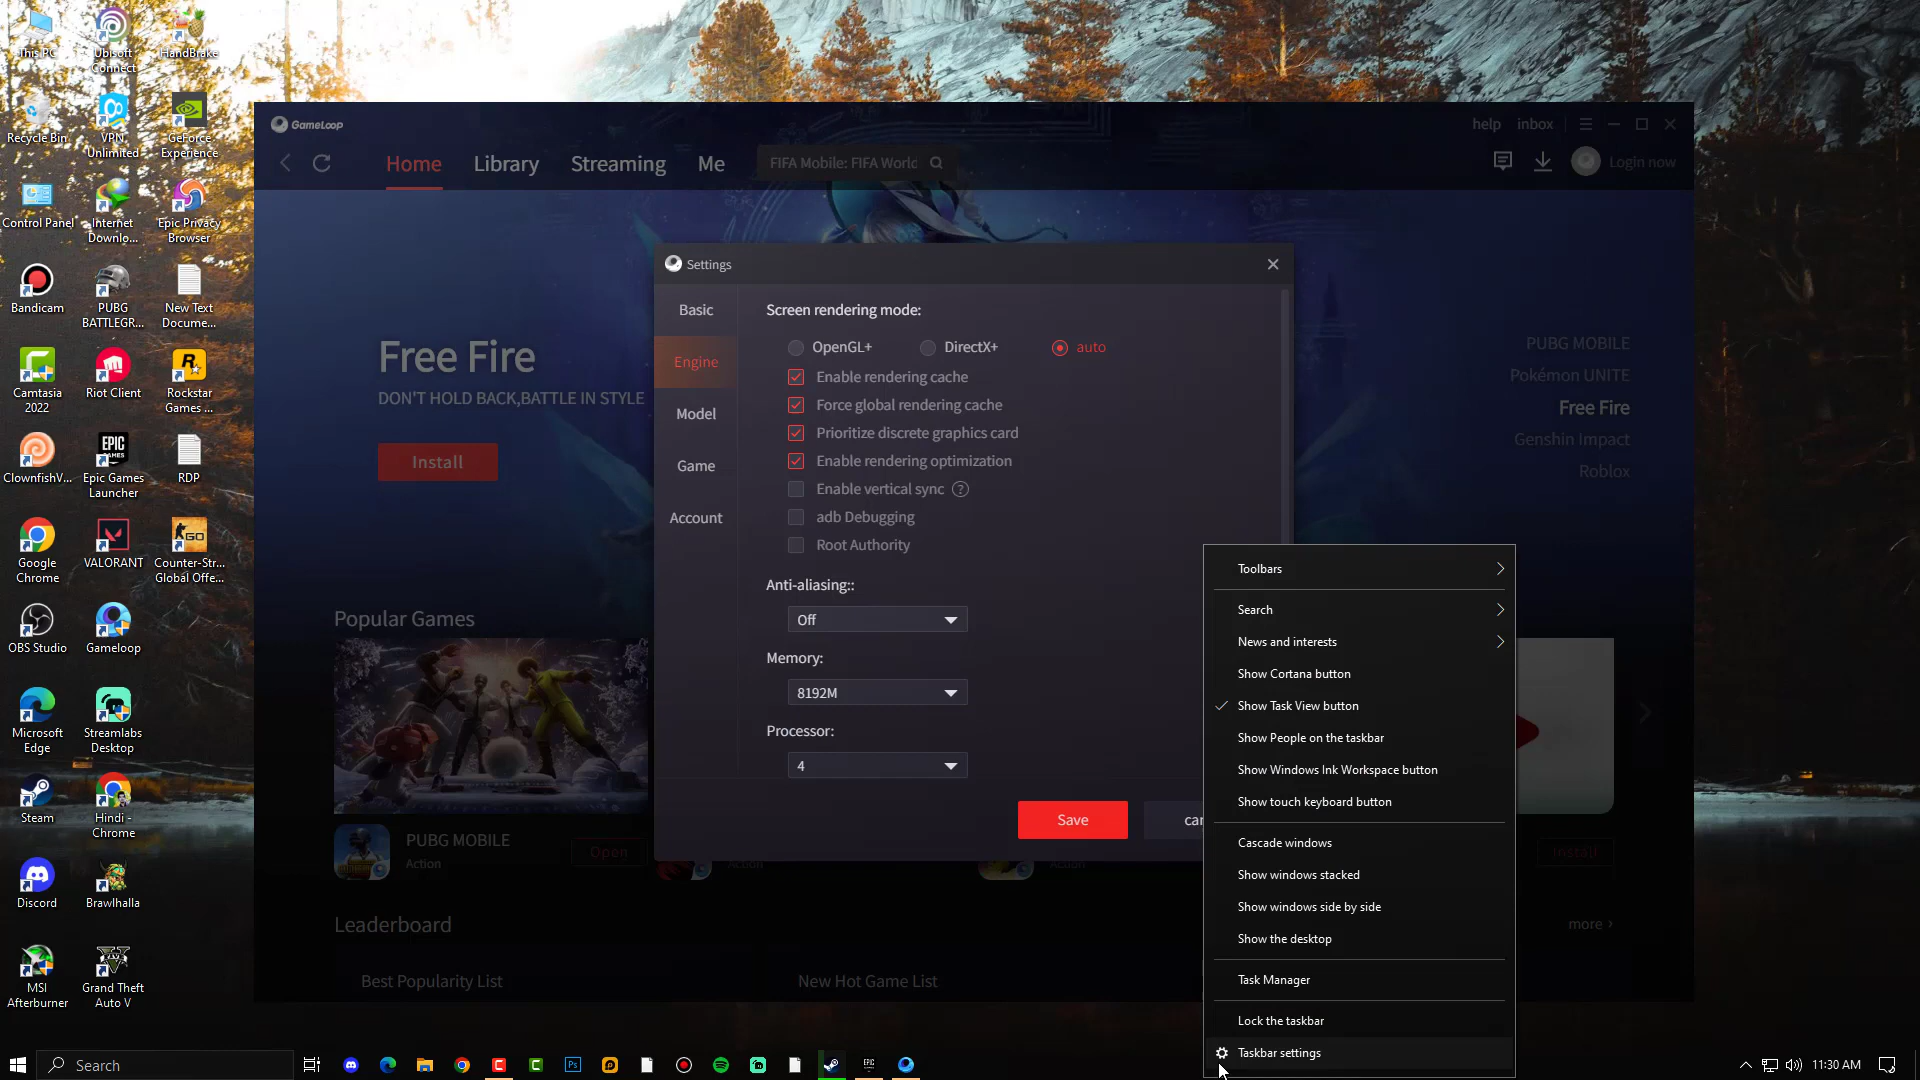 This PC
Ubisoft
Connect
HandBrake
Recycle Bin
VPN
Unlimited
GeForce
Experience
Control Panel
Internet
Downlo...
Epic Privacy
Browser
Bandicam
PUBG
BATTLEGR...
New Text
Docume...
Camtasia
2022
Riot Client
Rockstar
Games ...
ClownfishV...
Epic Games
Launcher
RDP
Google
Chrome
VALORANT
Counter-Str...
Global Offe...
OBS Studio
Gameloop
Microsoft
Edge
Streamlabs
Desktop
Steam
Hindi -
Chrome
Discord
Brawlhalla
MSI
Afterburner
Grand Theft
Auto V
GameLoop
help inbox
Home Library Streaming Me
FIFA Mobile: FIFA World
Login now
Free Fire
DON'T HOLD BACK,BATTLE IN STYLE
Install
PUBG MOBILE
Pokémon UNITE
Free Fire
Genshin Impact
Roblox
Popular Games
PUBG MOBILE
Action
Open
Action
Action
Install
Leaderboard
more ›
Best Popularity List
New Hot Game List
Settings
Basic
Engine
Model
Game
Account
Screen rendering mode:
OpenGL+ DirectX+ auto
Enable rendering cache
Force global rendering cache
Prioritize discrete graphics card
Enable rendering optimization
Enable vertical sync ?
adb Debugging
Root Authority
Anti-aliasing::
Off
Memory:
8192M
Processor:
4
Save
Toolbars
Search
News and interests
Show Cortana button
Show Task View button
Show People on the taskbar
Show Windows Ink Workspace button
Show touch keyboard button
Cascade windows
Show windows stacked
Show windows side by side
Show the desktop
Task Manager
Lock the taskbar
Taskbar settings
Search
11:30 AM